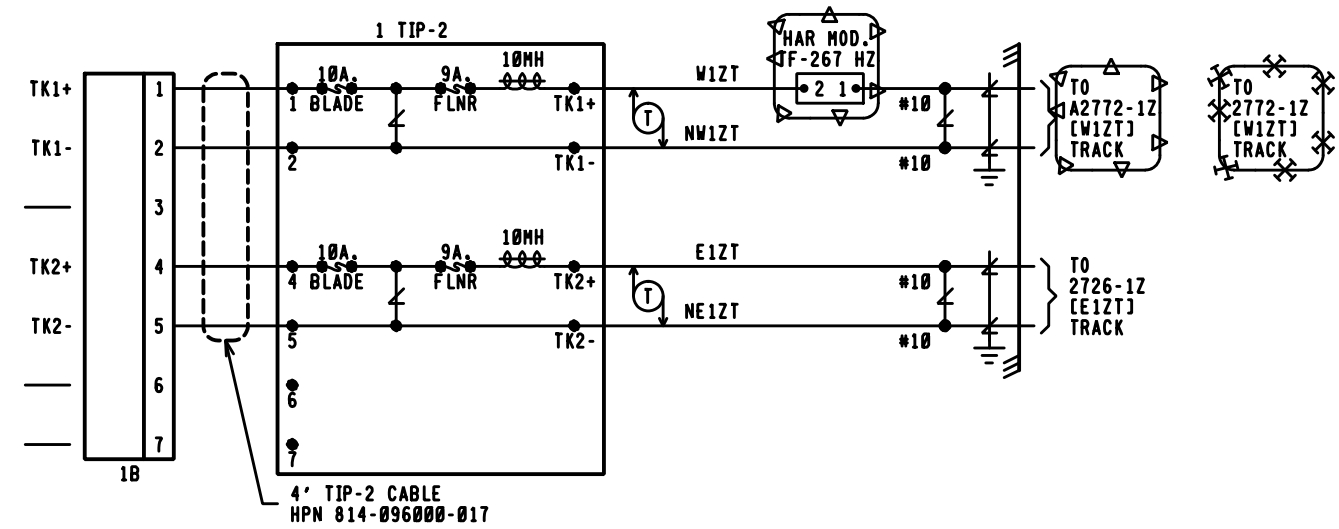 1 TIP-2
HAR MOD.
TF-267 HZ
2 1
TK1+
1
10A.
BLADE
1
9A.
FLNR
10MH
TK1+
W1ZT
#10
TO
A2772-1Z
[W1ZT]
TRACK
TO
2772-1Z
[W1ZT]
TRACK
T
TK1-
2
2
TK1-
NW1ZT
#10
3
TK2+
4
10A.
BLADE
4
9A.
FLNR
10MH
TK2+
E1ZT
#10
TO
2726-1Z
[E1ZT]
TRACK
T
TK2-
5
5
TK2-
NE1ZT
#10
6
6
7
7
1B
4' TIP-2 CABLE
HPN 814-096000-017